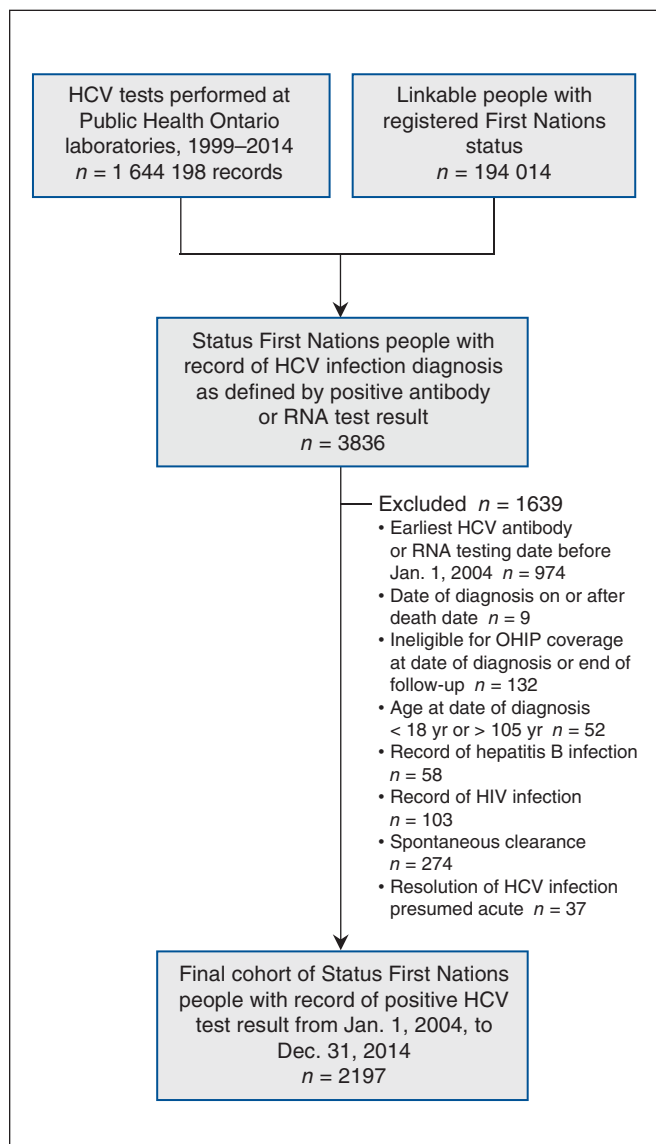 HCV tests performed at
Public Health Ontario
laboratories, 1999–2014
n = 1 644 198 records
Linkable people with
registered First Nations
status
n = 194 014
Status First Nations people with
record of HCV infection diagnosis
as defined by positive antibody
or RNA test result
n = 3836
Excluded n = 1639
• Earliest HCV antibody
or RNA testing date before
Jan. 1, 2004 n = 974
• Date of diagnosis on or after
death date n = 9
• Ineligible for OHIP coverage
at date of diagnosis or end of
follow-up n = 132
• Age at date of diagnosis
< 18 yr or > 105 yr n = 52
• Record of hepatitis B infection
n = 58
• Record of HIV infection
n = 103
• Spontaneous clearance
n = 274
• Resolution of HCV infection
presumed acute n = 37
Final cohort of Status First Nations
people with record of positive HCV
test result from Jan. 1, 2004, to
Dec. 31, 2014
n = 2197